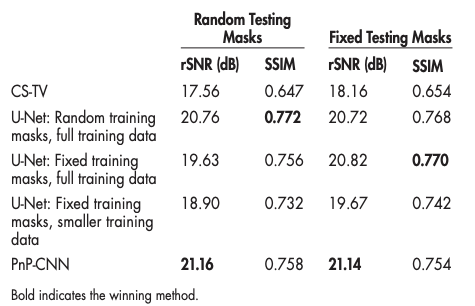 Random Testing
Masks Fixed Testing Masks
rSNR (dB) SSIM rSNR (dB) SSIM
CS-TV 17.56 0.647 18.16 0.654
U-Net: Random training 20.76 0.772 20.72 0.768
masks, full training data
U-Net: Fixed training 19.63 0.756 20.82 0.770
masks, full training data
U-Net: Fixed training 18.90 0.732 19.67 0.742
masks, smaller training
data
PnP-CNN 21.16 0.758 21.14 0.754
Bold indicates the winning method.